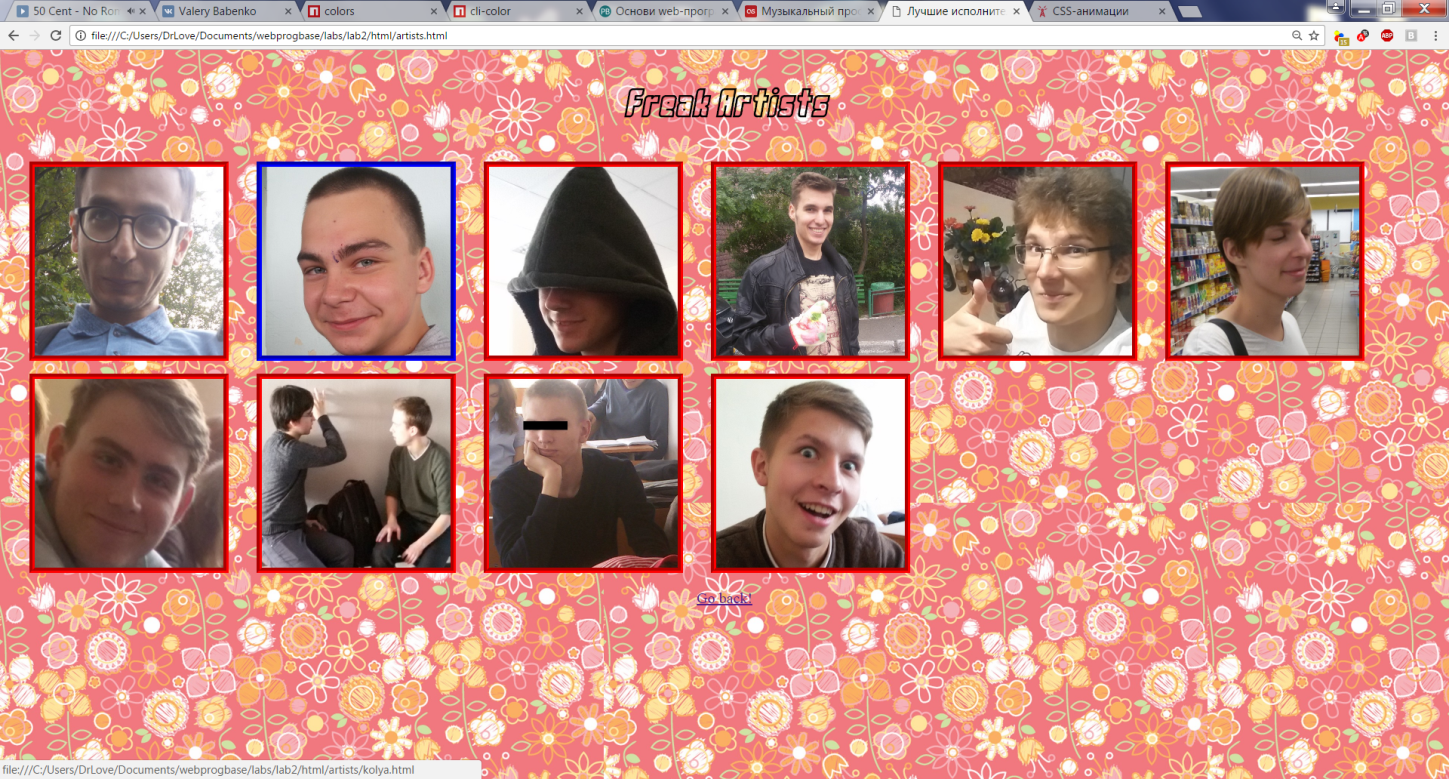 50 Cent - No Ro
Valery Babenko
colors
cli-color
Основи web-прогр
Музыкальный про
Лучшие исполните
CSS-анимации
file:///C:/Users/DrLove/Documents/webprogbase/labs/lab2/html/artists.html
ABP
Freak Artists
Go back!
file:///C:/Users/DrLove/Documents/webprogbase/labs/lab2/html/artists/kolya.html